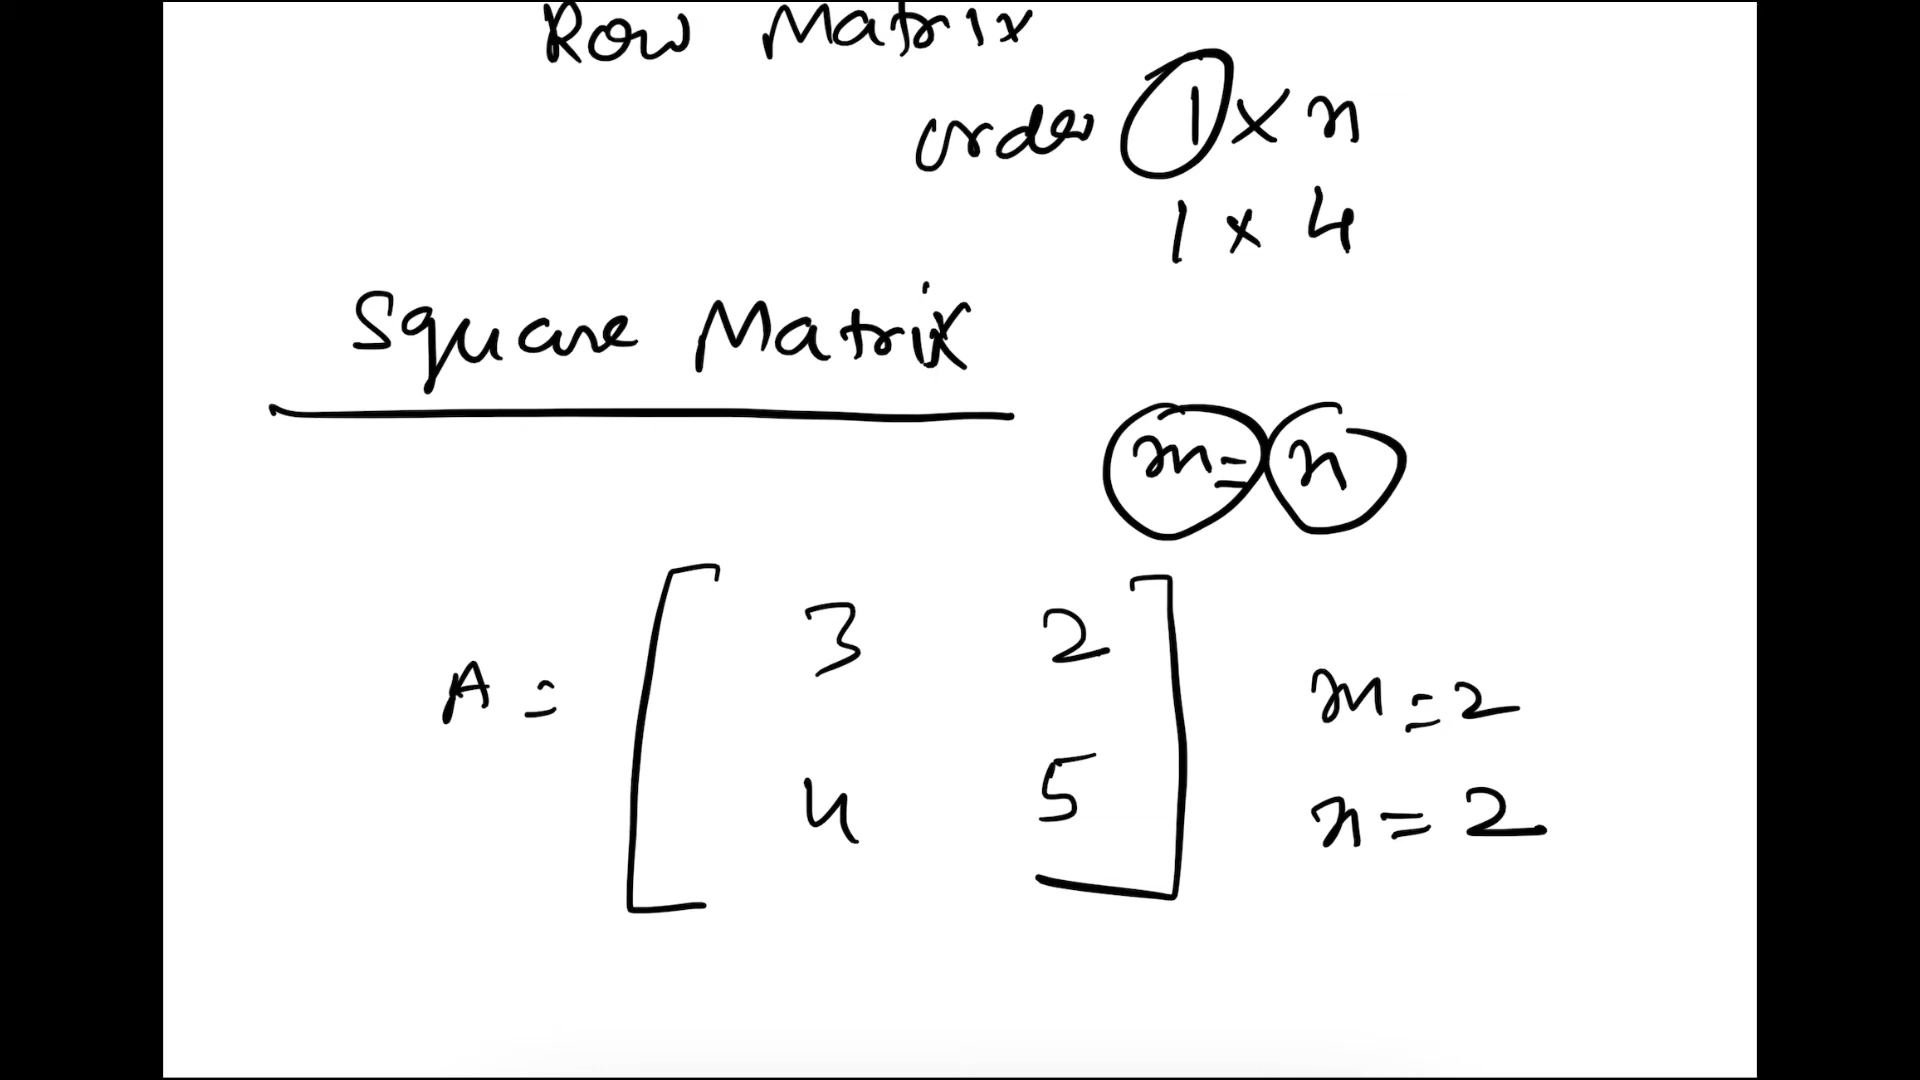 Row Matrix
order 1 × n
1 × 4
Square Matrix
m = n
A = [ 3 2
4 5 ]
m = 2
n = 2